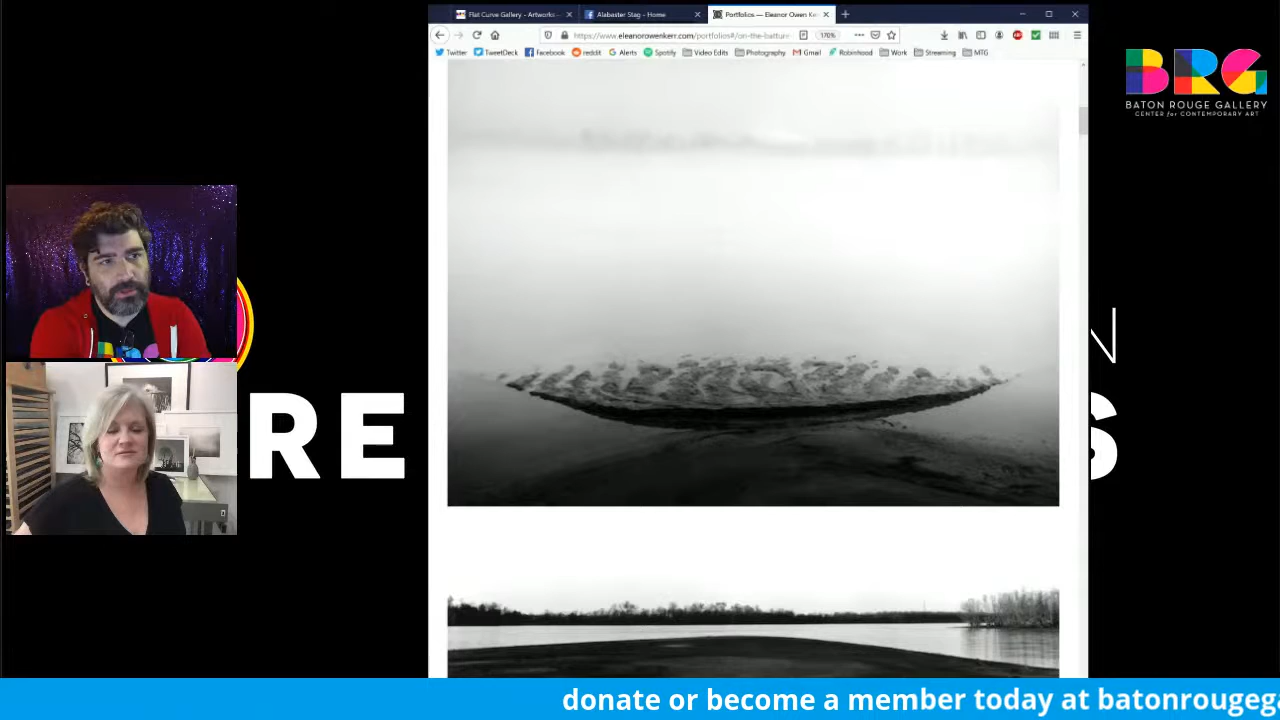 Flat Curve Gallery - Artworks
Alabaster Stag - Home
Portfolios — Eleanor Owen Ke
https://www.eleanorowenkerr.com/portfolios#/on-the-batture
170%
Twitter TweetDeck Facebook reddit Alerts Spotify Video Edits Photography Gmail Robinhood Work Streaming MTG
BRG
BATON ROUGE GALLERY
CENTER for CONTEMPORARY ART
N
RE
S
donate or become a member today at batonrougega